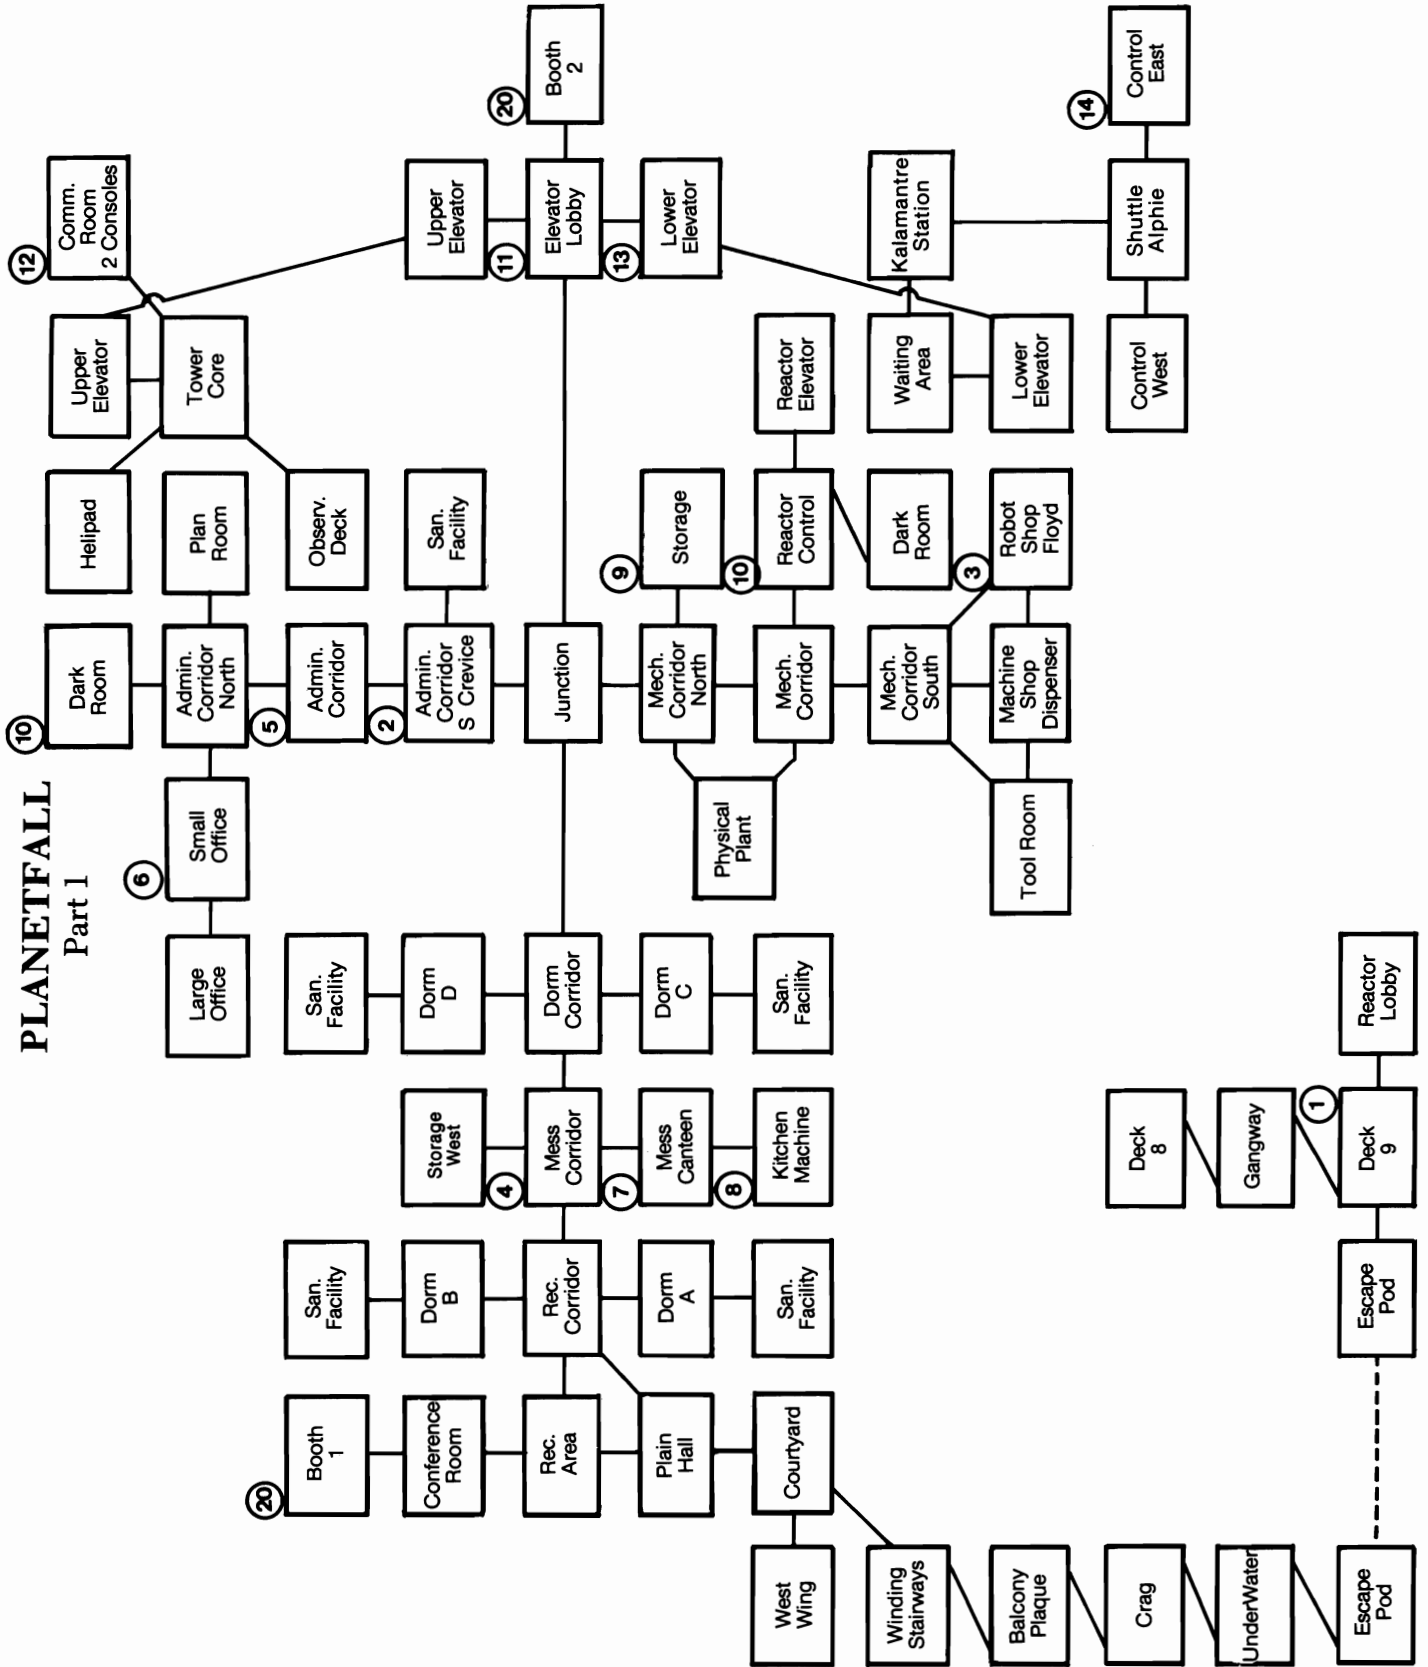 PLANETFALL
Part 1
12
Comm.
Room
2 Consoles
20
Booth
2
14
Control
East
Upper
Elevator
11
Elevator
Lobby
13
Lower
Elevator
Kalamantre
Station
Shuttle
Alphie
Upper
Elevator
Tower
Core
Reactor
Elevator
Waiting
Area
Lower
Elevator
Control
West
Helipad
Plan
Room
Observ.
Deck
San.
Facility
9
Storage
10
Reactor
Control
Dark
Room
3
Robot
Shop
Floyd
10
Dark
Room
Admin.
Corridor
North
5
Admin.
Corridor
2
Admin.
Corridor
S Crevice
Junction
Mech.
Corridor
North
Mech.
Corridor
Mech.
Corridor
South
Machine
Shop
Dispenser
6
Small
Office
Physical
Plant
Tool Room
Large
Office
San.
Facility
Dorm
D
Dorm
Corridor
Dorm
C
San.
Facility
Reactor
Lobby
Storage
West
4
Mess
Corridor
7
Mess
Canteen
8
Kitchen
Machine
Deck
8
Gangway
1
Deck
9
San.
Facility
Dorm
B
Rec.
Corridor
Dorm
A
San.
Facility
Escape
Pod
20
Booth
1
Conference
Room
Rec.
Area
Plain
Hall
Courtyard
West
Wing
Winding
Stairways
Balcony
Plaque
Crag
UnderWater
Escape
Pod